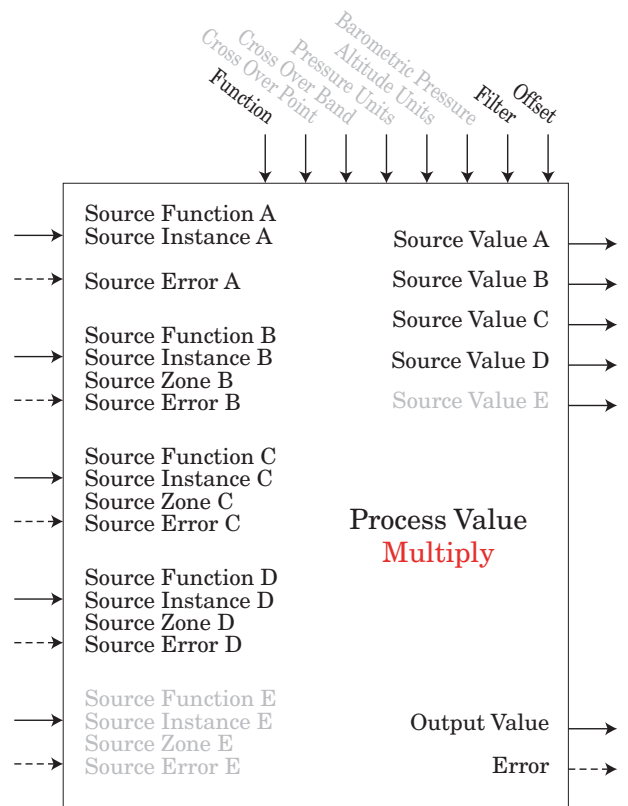 Function
Cross Over Point
Cross Over Band
Pressure Units
Altitude Units
Barometric Pressure
Filter
Offset
Source Function A
Source Instance A
Source Error A
Source Function B
Source Instance B
Source Zone B
Source Error B
Source Function C
Source Instance C
Source Zone C
Source Error C
Source Function D
Source Instance D
Source Zone D
Source Error D
Source Function E
Source Instance E
Source Zone E
Source Error E
Source Value A
Source Value B
Source Value C
Source Value D
Source Value E
Process Value
Multiply
Output Value
Error